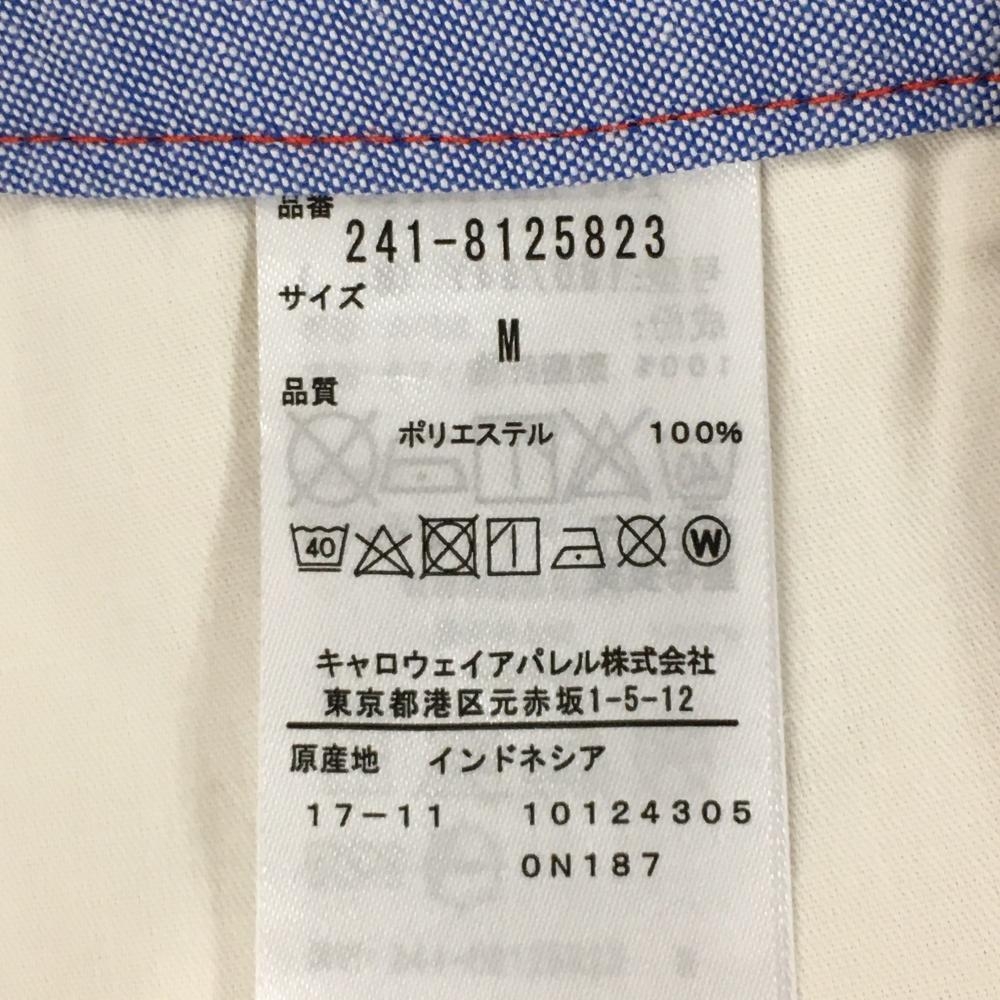 品番
241-8125823
サイズ
M
品質
ポリエステル 100%
40 W
キャロウェイアパレル株式会社
東京都港区元赤坂1-5-12
原産地 インドネシア
17-11 10124305
0N187